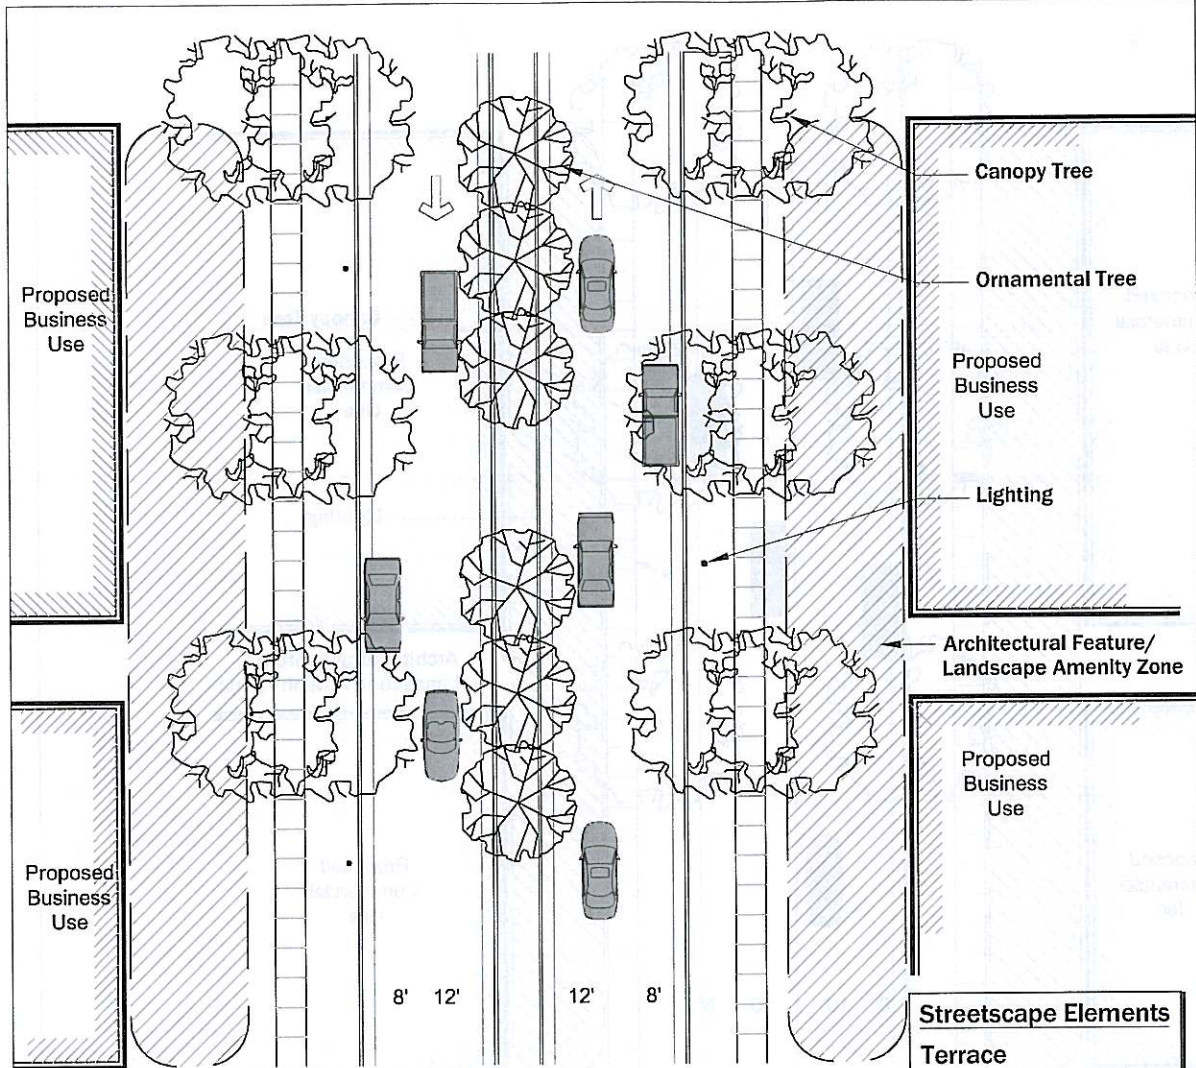 Canopy Tree
Ornamental Tree
Proposed
Business
Use
Proposed
Business
Use
Lighting
Architectural Feature/
Landscape Amenity Zone
Proposed
Business
Use
Proposed
Business
Use
8' 12' 12' 8'
Streetscape Elements
Terrace